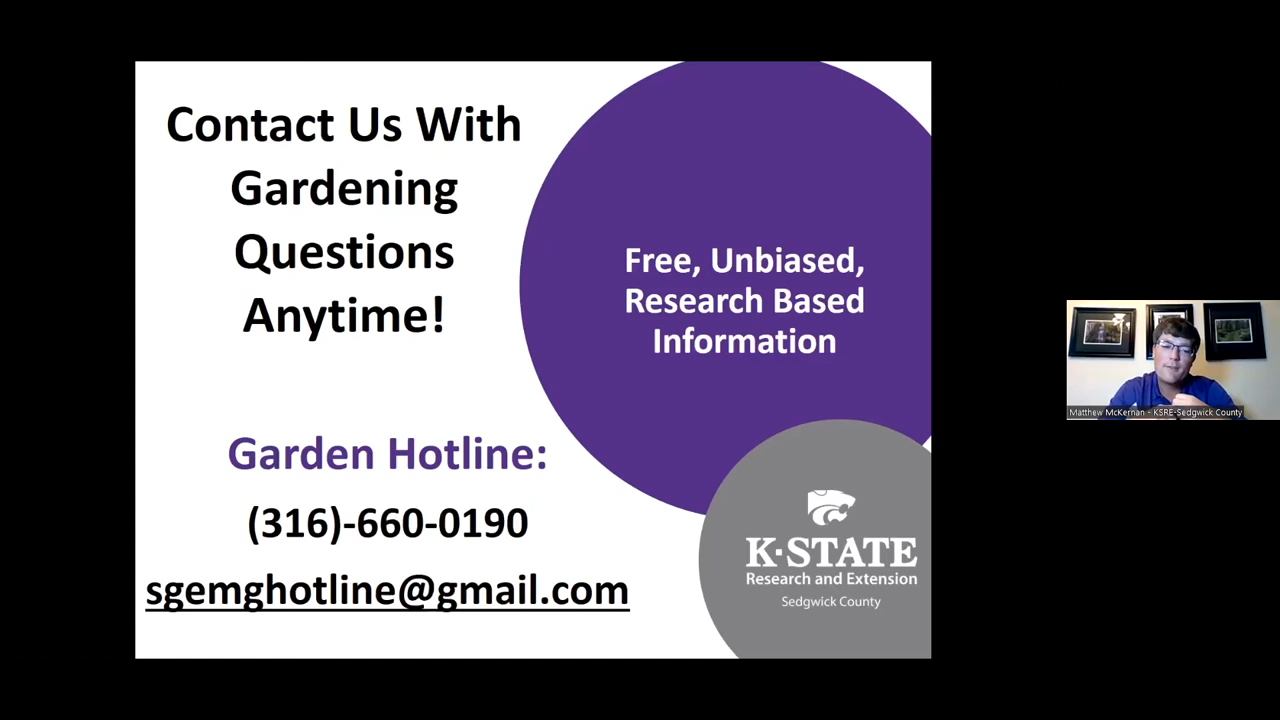 Contact Us With
Gardening
Questions
Anytime!
Free, Unbiased,
Research Based
Information
Garden Hotline:
(316)-660-0190
sgemghotline@gmail.com
K-STATE
Research and Extension
Sedgwick County
Matthew McKernan - KSRE-Sedgwick County